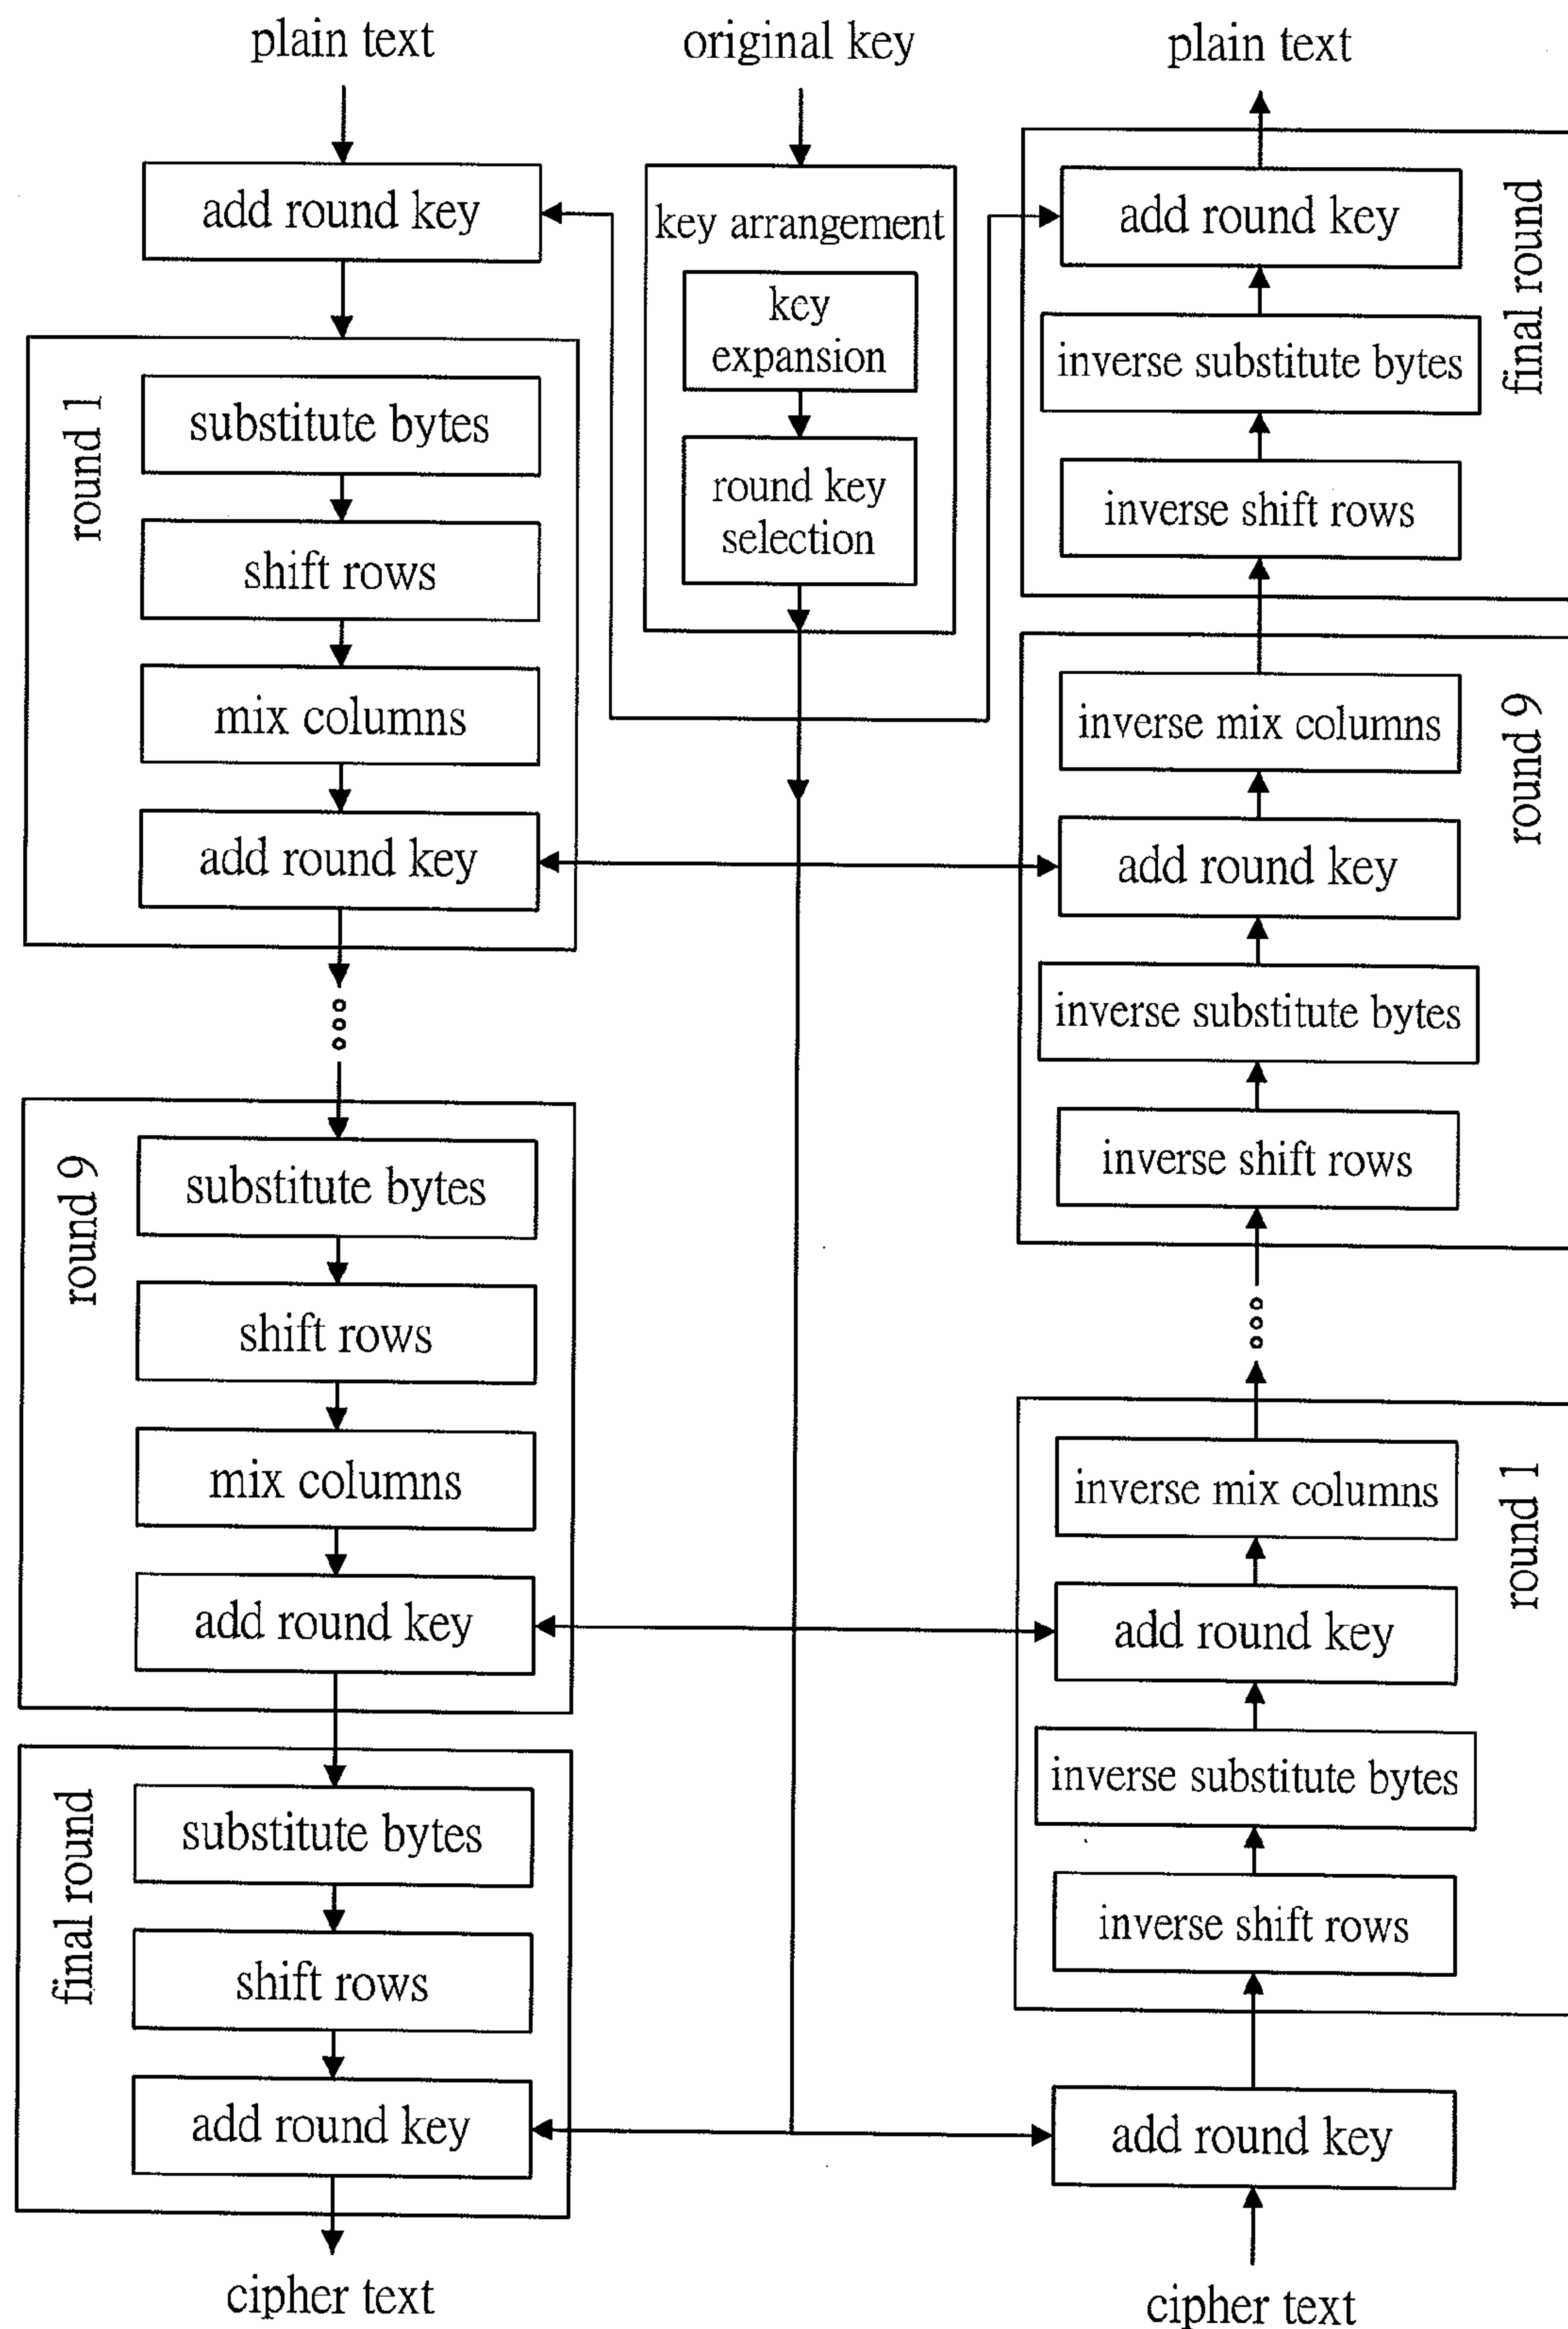 plain text
add round key
round 1
substitute bytes
shift rows
mix columns
add round key
round 9
substitute bytes
shift rows
mix columns
add round key
final round
substitute bytes
shift rows
add round key
cipher text
original key
key arrangement
key
expansion
round key
selection
plain text
final round
add round key
inverse substitute bytes
inverse shift rows
round 9
inverse mix columns
add round key
inverse substitute bytes
inverse shift rows
round 1
inverse mix columns
add round key
inverse substitute bytes
inverse shift rows
add round key
cipher text